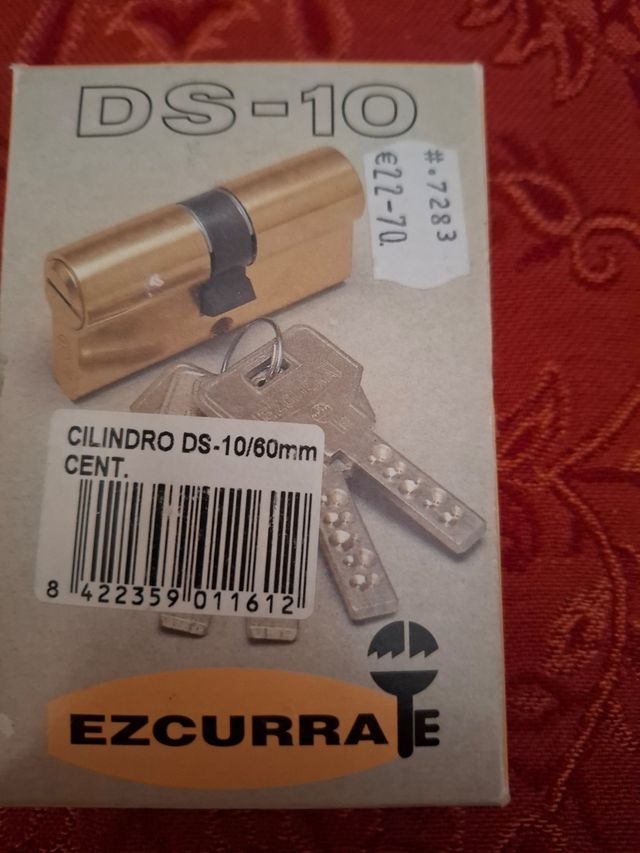 DS-10
#.7283
€22-70.
CILINDRO DS-10/60mm
CENT.
8 422359 011612
EZCURRA E